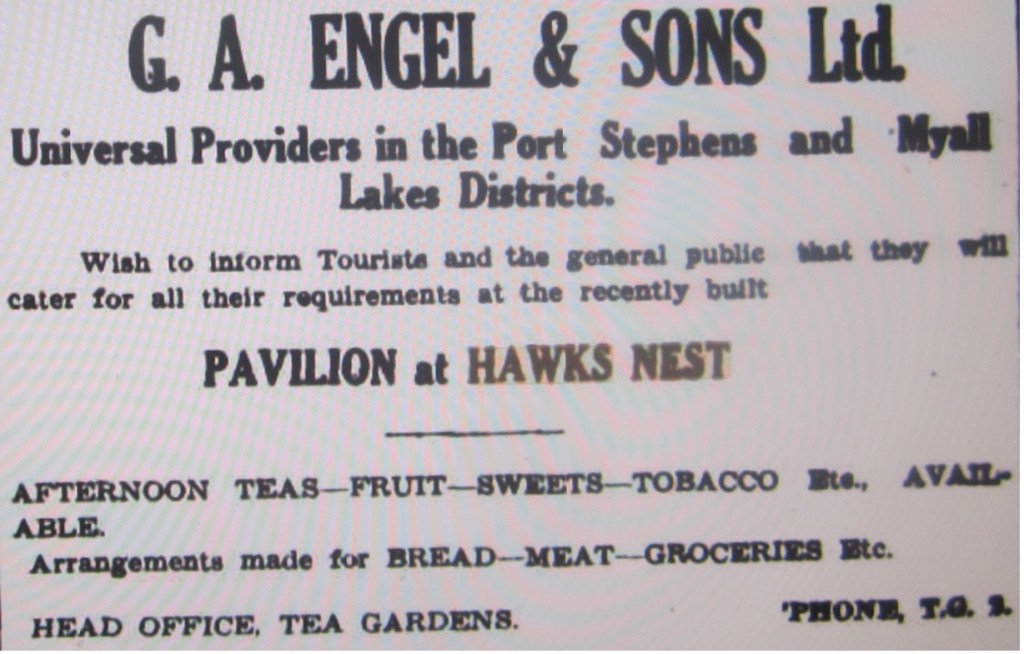 G. A. ENGEL & SONS Ltd.
Universal Providers in the Port Stephens and Myall
Lakes Districts.
Wish to inform Tourists and the general public that they will
cater for all their requirements at the recently built
PAVILION at HAWKS NEST
AFTERNOON TEAS—FRUIT—SWEETS—TOBACCO Etc., AVAIL-
ABLE.
Arrangements made for BREAD—MEAT—GROCERIES Etc.
HEAD OFFICE, TEA GARDENS. 'PHONE, T.G.